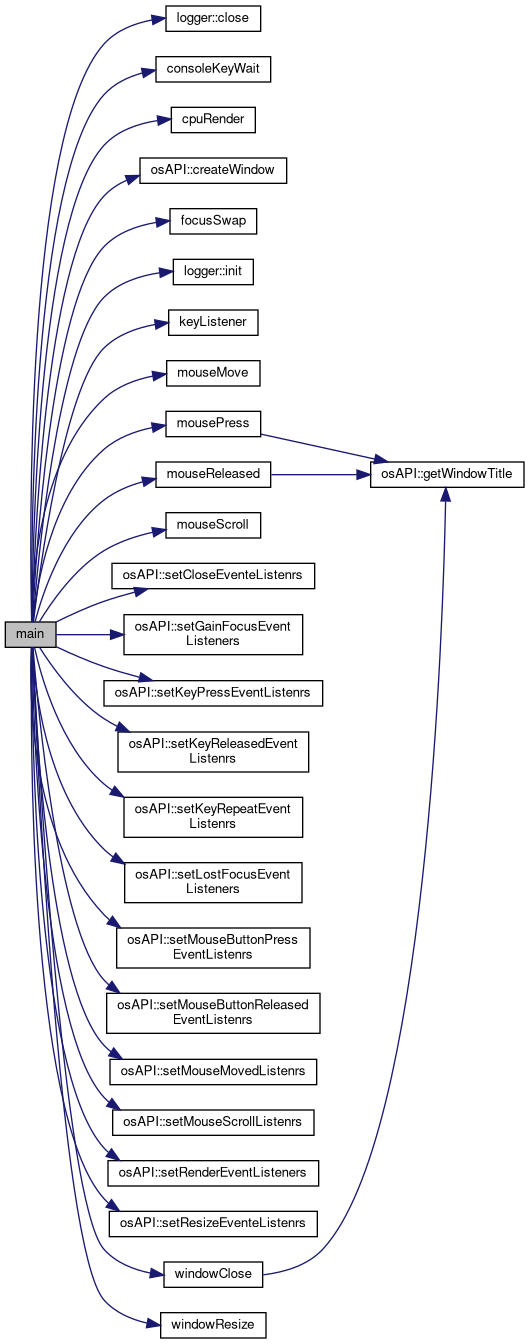 logger::close
consoleKeyWait
cpuRender
osAPI::createWindow
focusSwap
logger::init
keyListener
mouseMove
mousePress
mouseReleased
osAPI::getWindowTitle
mouseScroll
osAPI::setCloseEventeListenrs
main
osAPI::setGainFocusEvent
Listeners
osAPI::setKeyPressEventListenrs
osAPI::setKeyReleasedEvent
Listenrs
osAPI::setKeyRepeatEvent
Listenrs
osAPI::setLostFocusEvent
Listeners
osAPI::setMouseButtonPress
EventListenrs
osAPI::setMouseButtonReleased
EventListenrs
osAPI::setMouseMovedListenrs
osAPI::setMouseScrollListenrs
osAPI::setRenderEventListeners
osAPI::setResizeEventeListenrs
windowClose
windowResize